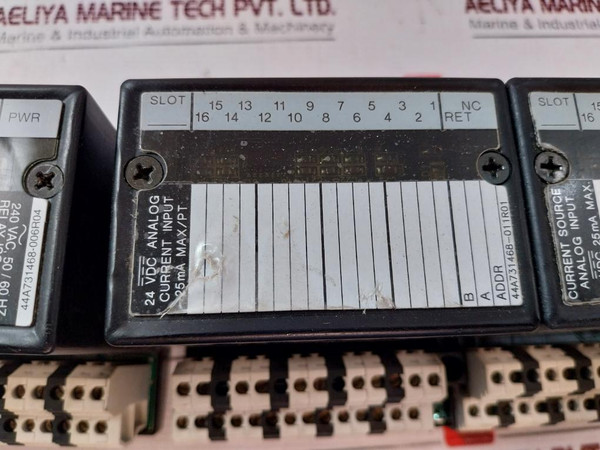 AELIYA MARINE TECH PVT. LTD.
Marine & Industrial Automation & Machinery
AELIYA MARINE
Marine & Industrial
PWR
240 VAC 50/60 HZ
44A731468-006R04
SLOT 15 13 11 9 7 5 3 1 NC
16 14 12 10 8 6 4 2 RET
24 VDC ANALOG
CURRENT INPUT
25mA MAX/PT
B
A
ADDR
44A731468-011R01
SLOT 15
16
CURRENT SOURCE
ANALOG INPUT
VDC 25mA MAX